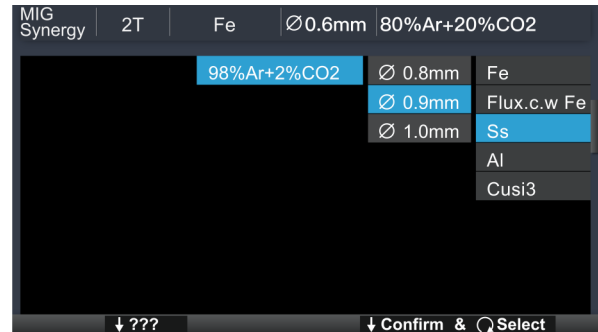 MIG Synergy 2T Fe Ø0.6mm 80%Ar+20%CO2
98%Ar+2%CO2 Ø 0.8mm Fe
Ø 0.9mm Flux.c.w Fe
Ø 1.0mm Ss
Al
Cusi3
↓ ??? ↓ Confirm & Select